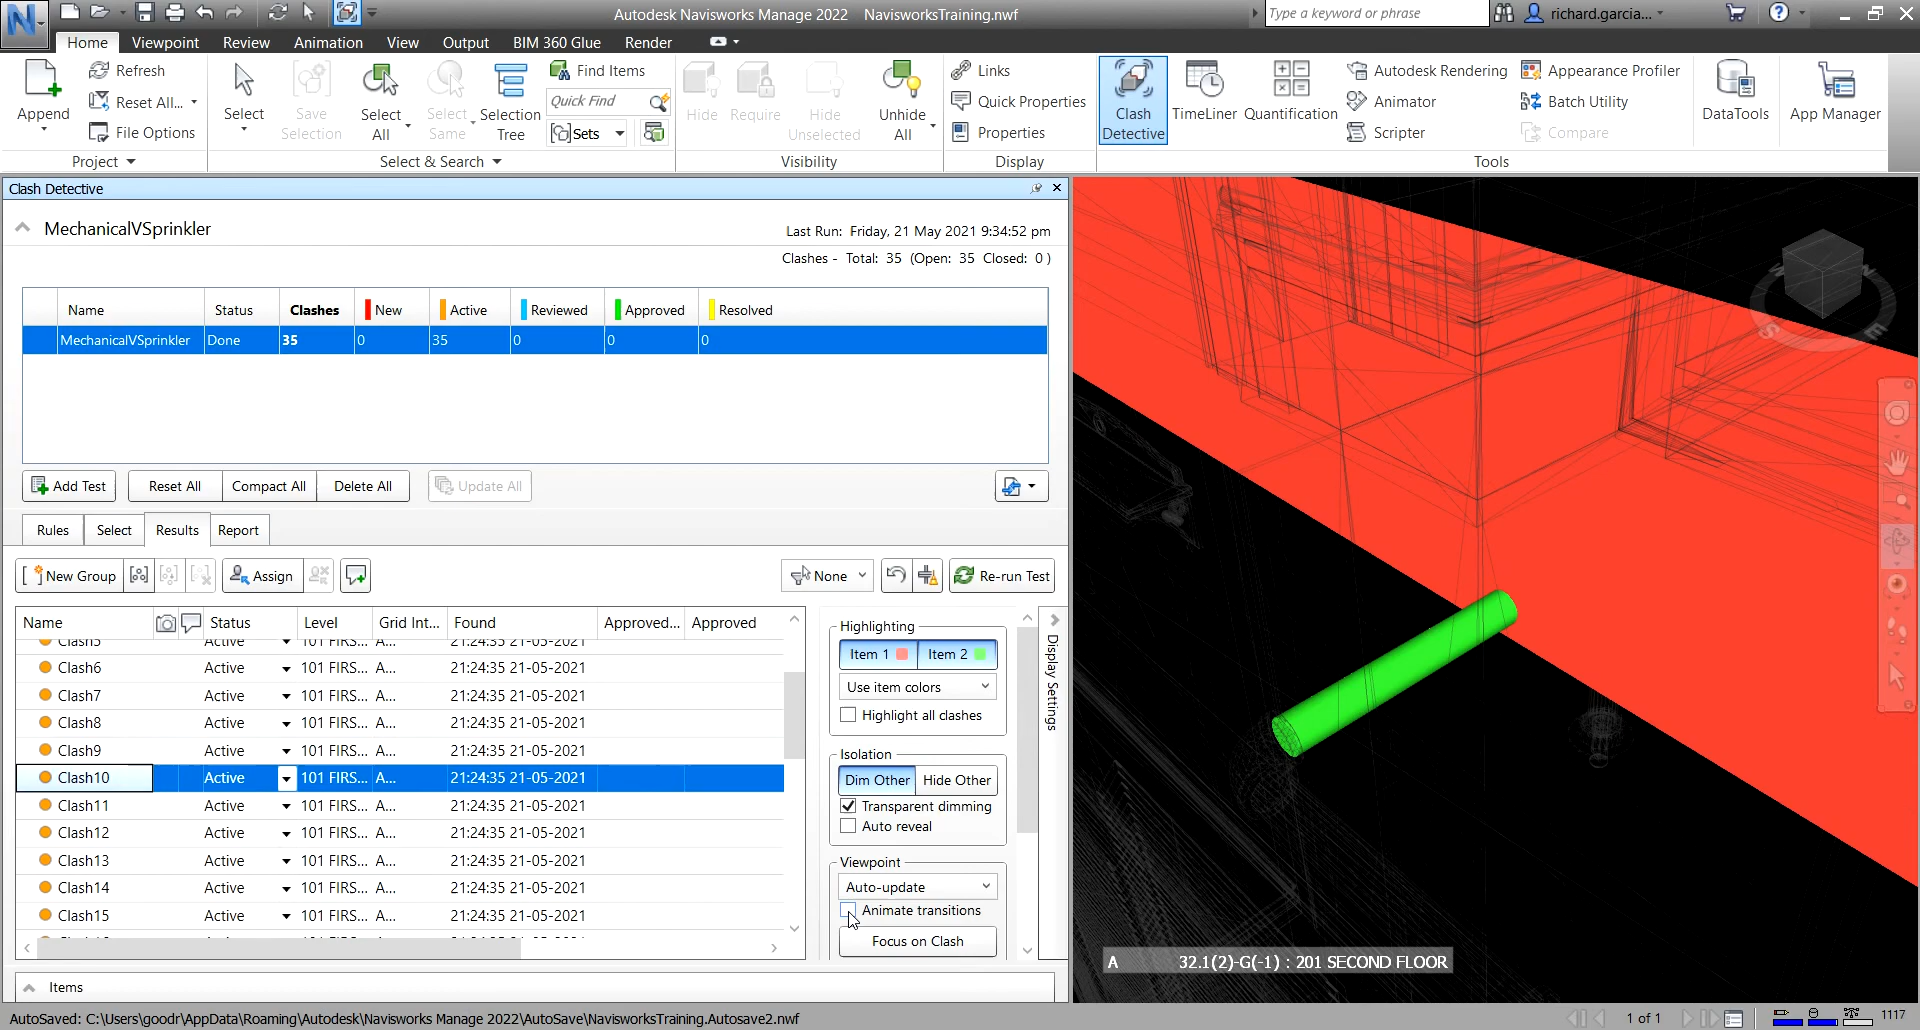 Autodesk Navisworks Manage 2022 NavisworksTraining.nwf
Type a keyword or phrase
richard.garcia...
Home Viewpoint Review Animation View Output BIM 360 Glue Render
Append
Refresh
Reset All...
File Options
Project
Select
Save Selection
Select All
Select Same
Selection Tree
Find Items
Quick Find
Sets
Select & Search
Hide
Require
Hide Unselected
Unhide All
Visibility
Links
Quick Properties
Properties
Display
Clash Detective
TimeLiner
Quantification
Autodesk Rendering
Animator
Scripter
Appearance Profiler
Batch Utility
Compare
Tools
DataTools
App Manager
Clash Detective
MechanicalVSprinkler
Last Run: Friday, 21 May 2021 9:34:52 pm
Clashes - Total: 35 (Open: 35 Closed: 0 )
Name Status Clashes New Active Reviewed Approved Resolved
MechanicalVSprinkler Done 35 0 35 0 0 0
Add Test Reset All Compact All Delete All Update All
Rules Select Results Report
New Group Assign None Re-run Test
Name Status Level Grid Int... Found Approved... Approved
Clash5 Active 101 FIRS... A... 21:24:35 21-05-2021
Clash6 Active 101 FIRS... A... 21:24:35 21-05-2021
Clash7 Active 101 FIRS... A... 21:24:35 21-05-2021
Clash8 Active 101 FIRS... A... 21:24:35 21-05-2021
Clash9 Active 101 FIRS... A... 21:24:35 21-05-2021
Clash10 Active 101 FIRS... A... 21:24:35 21-05-2021
Clash11 Active 101 FIRS... A... 21:24:35 21-05-2021
Clash12 Active 101 FIRS... A... 21:24:35 21-05-2021
Clash13 Active 101 FIRS... A... 21:24:35 21-05-2021
Clash14 Active 101 FIRS... A... 21:24:35 21-05-2021
Clash15 Active 101 FIRS... A... 21:24:35 21-05-2021
Highlighting
Item 1 Item 2
Use item colors
Highlight all clashes
Isolation
Dim Other Hide Other
Transparent dimming
Auto reveal
Viewpoint
Auto-update
Animate transitions
Focus on Clash
Display Settings
Items
S E
A 32.1(2)-G(-1) : 201 SECOND FLOOR
AutoSaved: C:\Users\goodr\AppData\Roaming\Autodesk\Navisworks Manage 2022\AutoSave\NavisworksTraining.Autosave2.nwf
1 of 1
1117